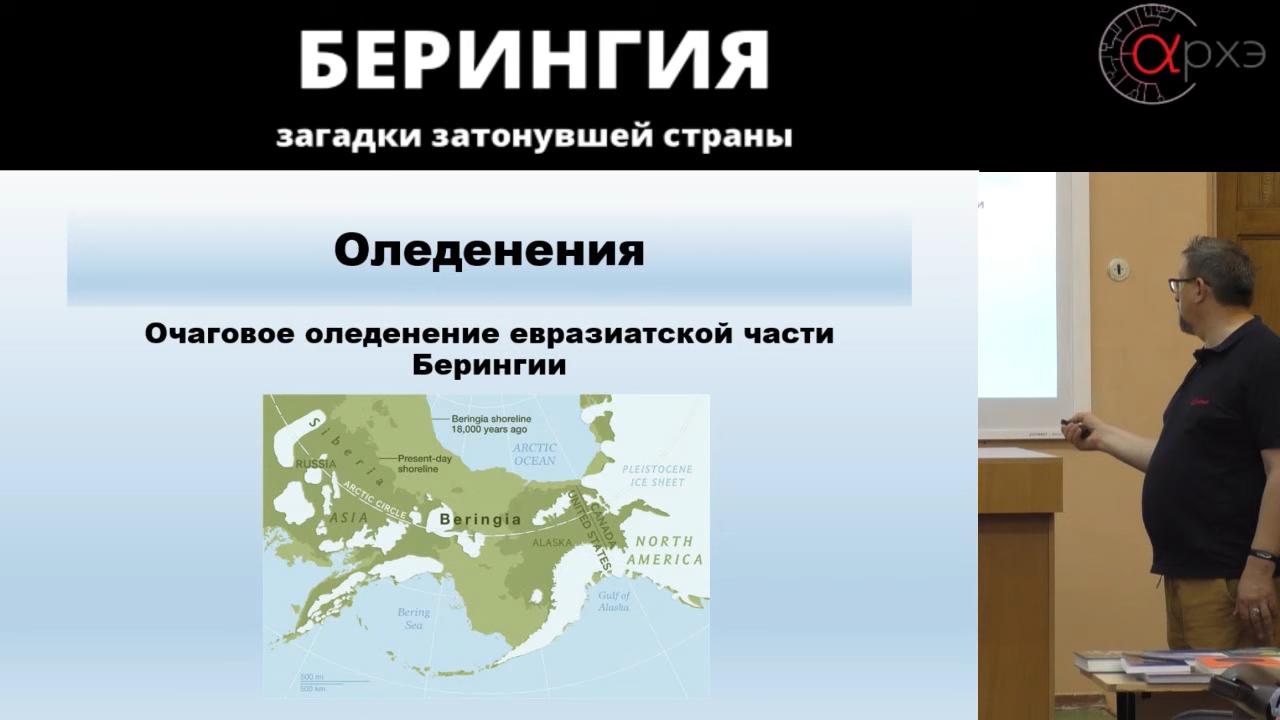 БЕРИНГИЯ
загадки затонувшей страны
αрхэ
Оледенения
Очаговое оледенение евразиатской части
Берингии
Beringia shoreline
18,000 years ago
ARCTIC
OCEAN
Siberia
Present-day
shoreline
RUSSIA
PLEISTOCENE
ICE SHEET
ARCTIC CIRCLE
ASIA
Beringia
CANADA
UNITED STATES
ALASKA
NORTH
AMERICA
Bering
Sea
Gulf of
Alaska
500 mi
500 km
и